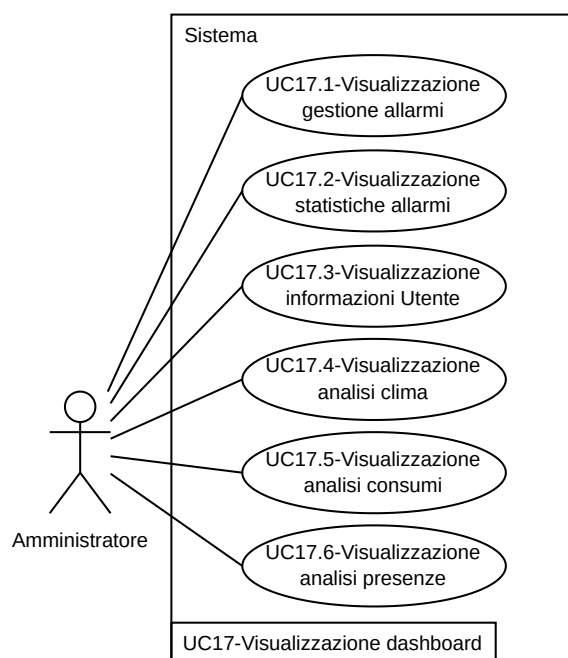 Sistema
UC17.1-Visualizzazione
gestione allarmi
UC17.2-Visualizzazione
statistiche allarmi
UC17.3-Visualizzazione
informazioni Utente
UC17.4-Visualizzazione
analisi clima
UC17.5-Visualizzazione
analisi consumi
Amministratore
UC17.6-Visualizzazione
analisi presenze
UC17-Visualizzazione dashboard